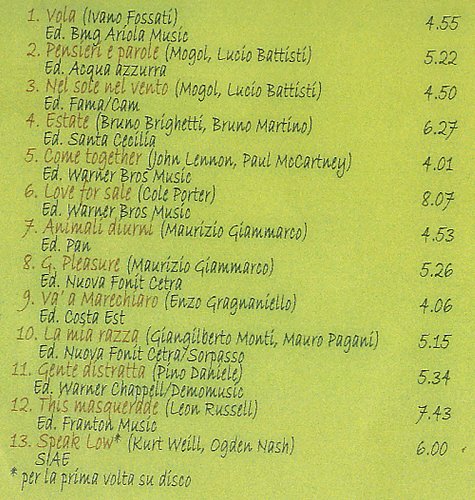 1. Vola (Ivano Fossati) 4.55
Ed. Bmg Ariola Music
2. Pensieri e parole (Mogol, Lucio Battisti) 5.22
Ed. Acqua azzurra
3. Nel sole nel vento (Mogol, Lucio Battisti) 4.50
Ed. Fama/Cam
4. Estate (Bruno Brighetti, Bruno Martino) 6.27
Ed. Santa Cecilia
5. Come together (John Lennon, Paul McCartney) 4.01
Ed. Warner Bros Music
6. Love for sale (Cole Porter) 8.07
Ed. Warner Bros Music
7. Animali diurni (Maurizio Giammarco) 4.53
Ed. Pan
8. G. Pleasure (Maurizio Giammarco) 5.26
Ed. Nuova Fonit Cetra
9. Va' a Marechiaro (Enzo Gragnaniello) 4.06
Ed. Costa Est
10. La mia razza (Giangilberto Monti, Mauro Pagani) 5.15
Ed. Nuova Fonit Cetra/Sorpasso
11. Gente distratta (Pino Daniele) 5.34
Ed. Warner Chappell/Demomusic
12. This masquerade (Leon Russell) 7.43
Ed. Franton Music
13. Speak Low* (Kurt Weill, Ogden Nash) 6.00
SIAE
* per la prima volta su disco